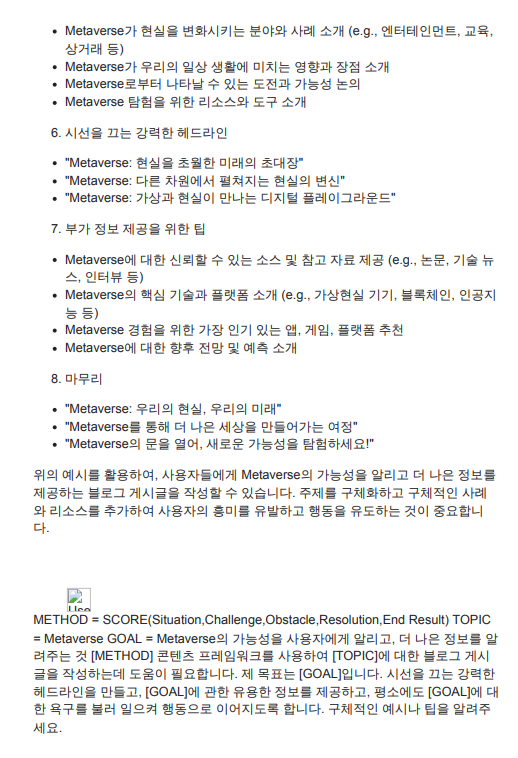 • Metaverse가 현실을 변화시키는 분야와 사례 소개 (e.g., 엔터테인먼트, 교육,
상거래 등)
• Metaverse가 우리의 일상 생활에 미치는 영향과 장점 소개
• Metaverse로부터 나타날 수 있는 도전과 가능성 논의
• Metaverse 탐험을 위한 리소스와 도구 소개
6. 시선을 끄는 강력한 헤드라인
• "Metaverse: 현실을 초월한 미래의 초대장"
• "Metaverse: 다른 차원에서 펼쳐지는 현실의 변신"
• "Metaverse: 가상과 현실이 만나는 디지털 플레이그라운드"
7. 부가 정보 제공을 위한 팁
• Metaverse에 대한 신뢰할 수 있는 소스 및 참고 자료 제공 (e.g., 논문, 기술 뉴
스, 인터뷰 등)
• Metaverse의 핵심 기술과 플랫폼 소개 (e.g., 가상현실 기기, 블록체인, 인공지
능 등)
• Metaverse 경험을 위한 가장 인기 있는 앱, 게임, 플랫폼 추천
• Metaverse에 대한 향후 전망 및 예측 소개
8. 마무리
• "Metaverse: 우리의 현실, 우리의 미래"
• "Metaverse를 통해 더 나은 세상을 만들어가는 여정"
• "Metaverse의 문을 열어, 새로운 가능성을 탐험하세요!"
위의 예시를 활용하여, 사용자들에게 Metaverse의 가능성을 알리고 더 나은 정보를
제공하는 블로그 게시글을 작성할 수 있습니다. 주제를 구체화하고 구체적인 사례
와 리소스를 추가하여 사용자의 흥미를 유발하고 행동을 유도하는 것이 중요합니
다.
Use
METHOD = SCORE(Situation,Challenge,Obstacle,Resolution,End Result) TOPIC
= Metaverse GOAL = Metaverse의 가능성을 사용자에게 알리고, 더 나은 정보를 알
려주는 것 [METHOD] 콘텐츠 프레임워크를 사용하여 [TOPIC]에 대한 블로그 게시
글을 작성하는데 도움이 필요합니다. 제 목표는 [GOAL]입니다. 시선을 끄는 강력한
헤드라인을 만들고, [GOAL]에 관한 유용한 정보를 제공하고, 평소에도 [GOAL]에 대
한 욕구를 불러 일으켜 행동으로 이어지도록 합니다. 구체적인 예시나 팁을 알려주
세요.